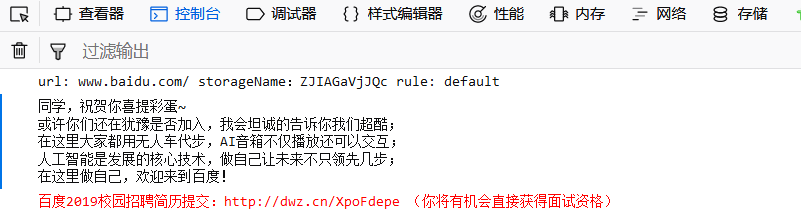 查看器 控制台 调试器 {} 样式编辑器 性能 内存 网络 存储
过滤输出
url: www.baidu.com/ storageName: ZJIAGaVjJQc rule: default
同学，祝贺你喜提彩蛋~
或许你们还在犹豫是否加入，我会坦诚的告诉你我们超酷；
在这里大家都用无人车代步，AI音箱不仅播放还可以交互；
人工智能是发展的核心技术，做自己让未来不只领先几步；
在这里做自己，欢迎来到百度！
百度2019校园招聘简历提交：http://dwz.cn/XpoFdepe （你将有机会直接获得面试资格）